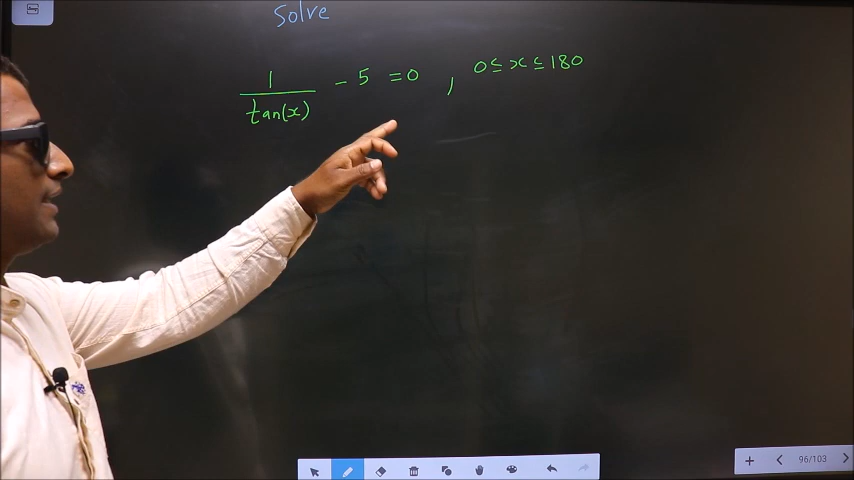 Solve
1/tan(x) - 5 = 0 , 0 ≤ x ≤ 180
96/103